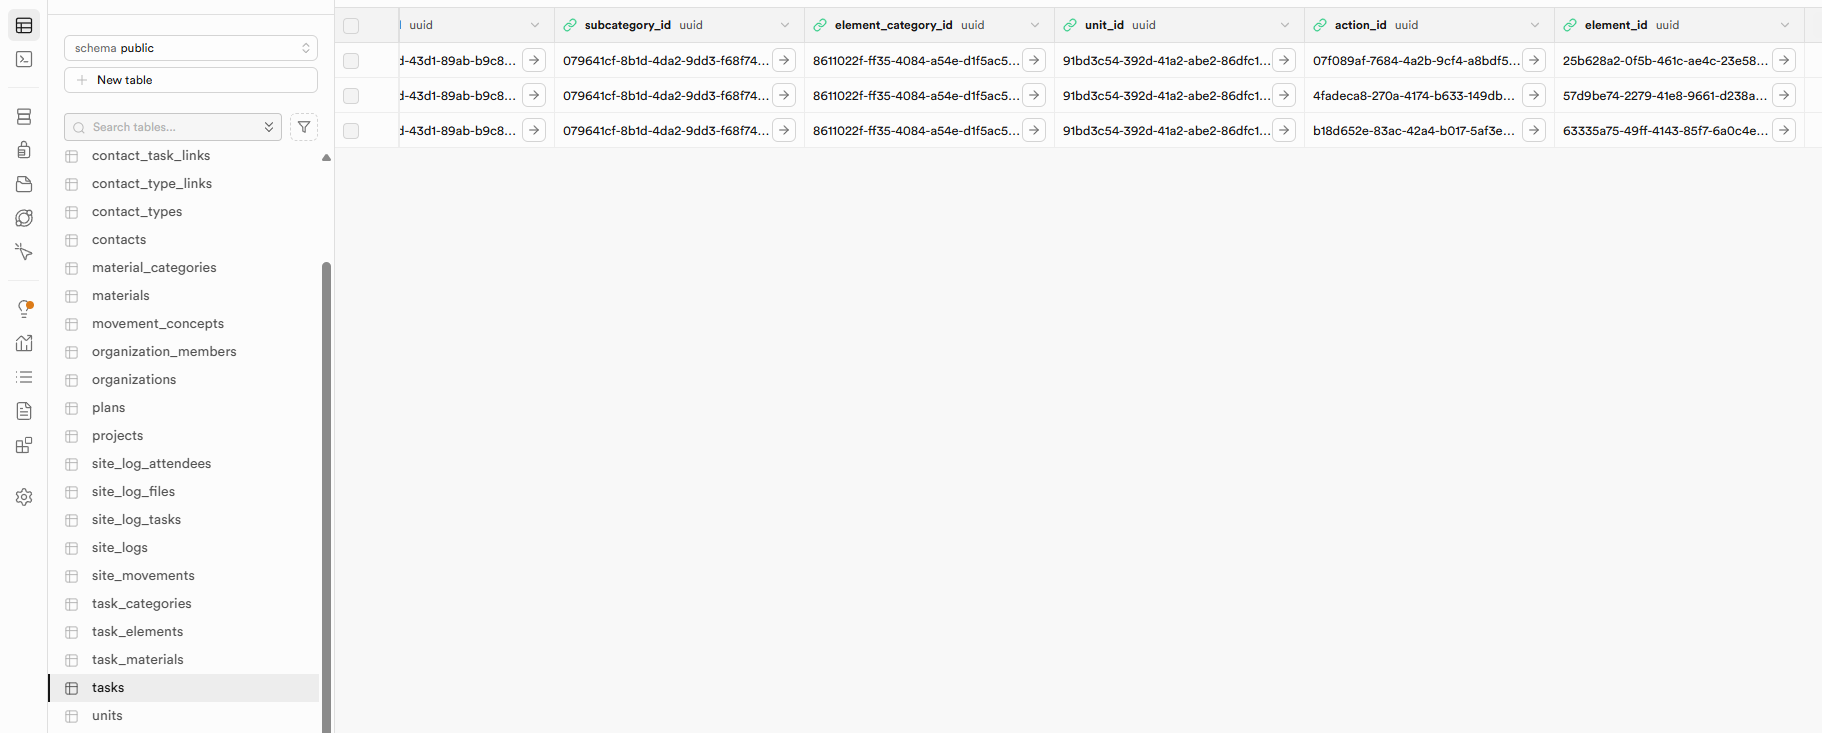 schema public
New table
Search tables...
contact_task_links
contact_type_links
contact_types
contacts
material_categories
materials
movement_concepts
organization_members
organizations
plans
projects
site_log_attendees
site_log_files
site_log_tasks
site_logs
site_movements
task_categories
task_elements
task_materials
tasks
units
uuid subcategory_id uuid element_category_id uuid unit_id uuid action_id uuid element_id uuid
d-43d1-89ab-b9c8... 079641cf-8b1d-4da2-9dd3-f68f74... 8611022f-ff35-4084-a54e-d1f5ac5... 91bd3c54-392d-41a2-abe2-86dfc1... 07f089af-7684-4a2b-9cf4-a8bdf5... 25b628a2-0f5b-461c-ae4c-23e58...
d-43d1-89ab-b9c8... 079641cf-8b1d-4da2-9dd3-f68f74... 8611022f-ff35-4084-a54e-d1f5ac5... 91bd3c54-392d-41a2-abe2-86dfc1... 4fadeca8-270a-4174-b633-149db... 57d9be74-2279-41e8-9661-d238a...
d-43d1-89ab-b9c8... 079641cf-8b1d-4da2-9dd3-f68f74... 8611022f-ff35-4084-a54e-d1f5ac5... 91bd3c54-392d-41a2-abe2-86dfc1... b18d652e-83ac-42a4-b017-5af3e... 63335a75-49ff-4143-85f7-6a0c4e...